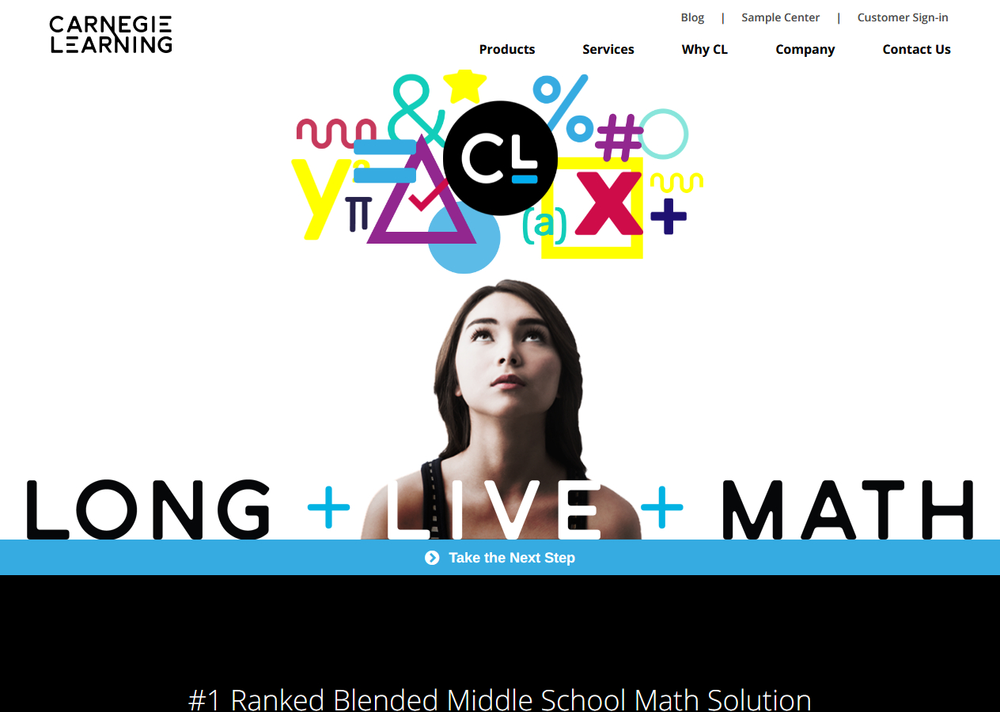 CARNEGIE
LEARNING
Blog | Sample Center | Customer Sign-in
Products Services Why CL Company Contact Us
& % #
CL
y = π (a) x +
LONG + LIVE + MATH
Take the Next Step
#1 Ranked Blended Middle School Math Solution